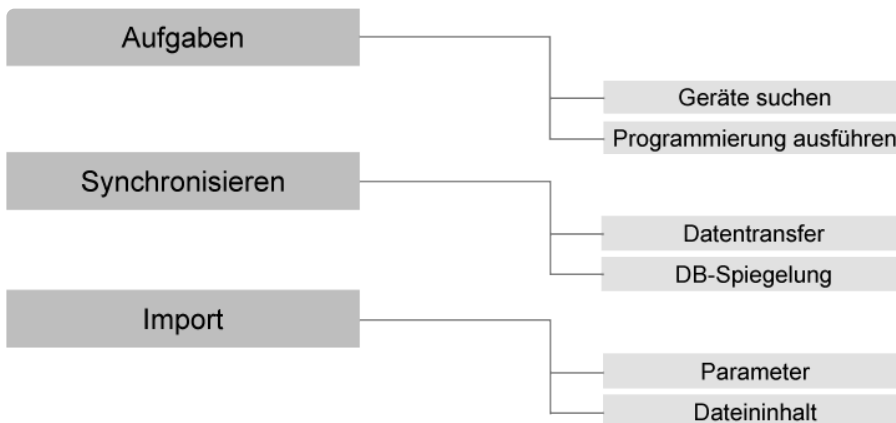 Aufgaben
Geräte suchen
Programmierung ausführen
Synchronisieren
Datentransfer
DB-Spiegelung
Import
Parameter
Dateininhalt